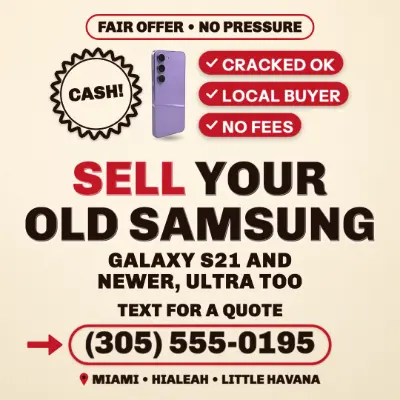 FAIR OFFER • NO PRESSURE
CASH!
CRACKED OK
LOCAL BUYER
NO FEES
SELL YOUR
OLD SAMSUNG
GALAXY S21 AND
NEWER, ULTRA TOO
TEXT FOR A QUOTE
(305) 555-0195
MIAMI • HIALEAH • LITTLE HAVANA